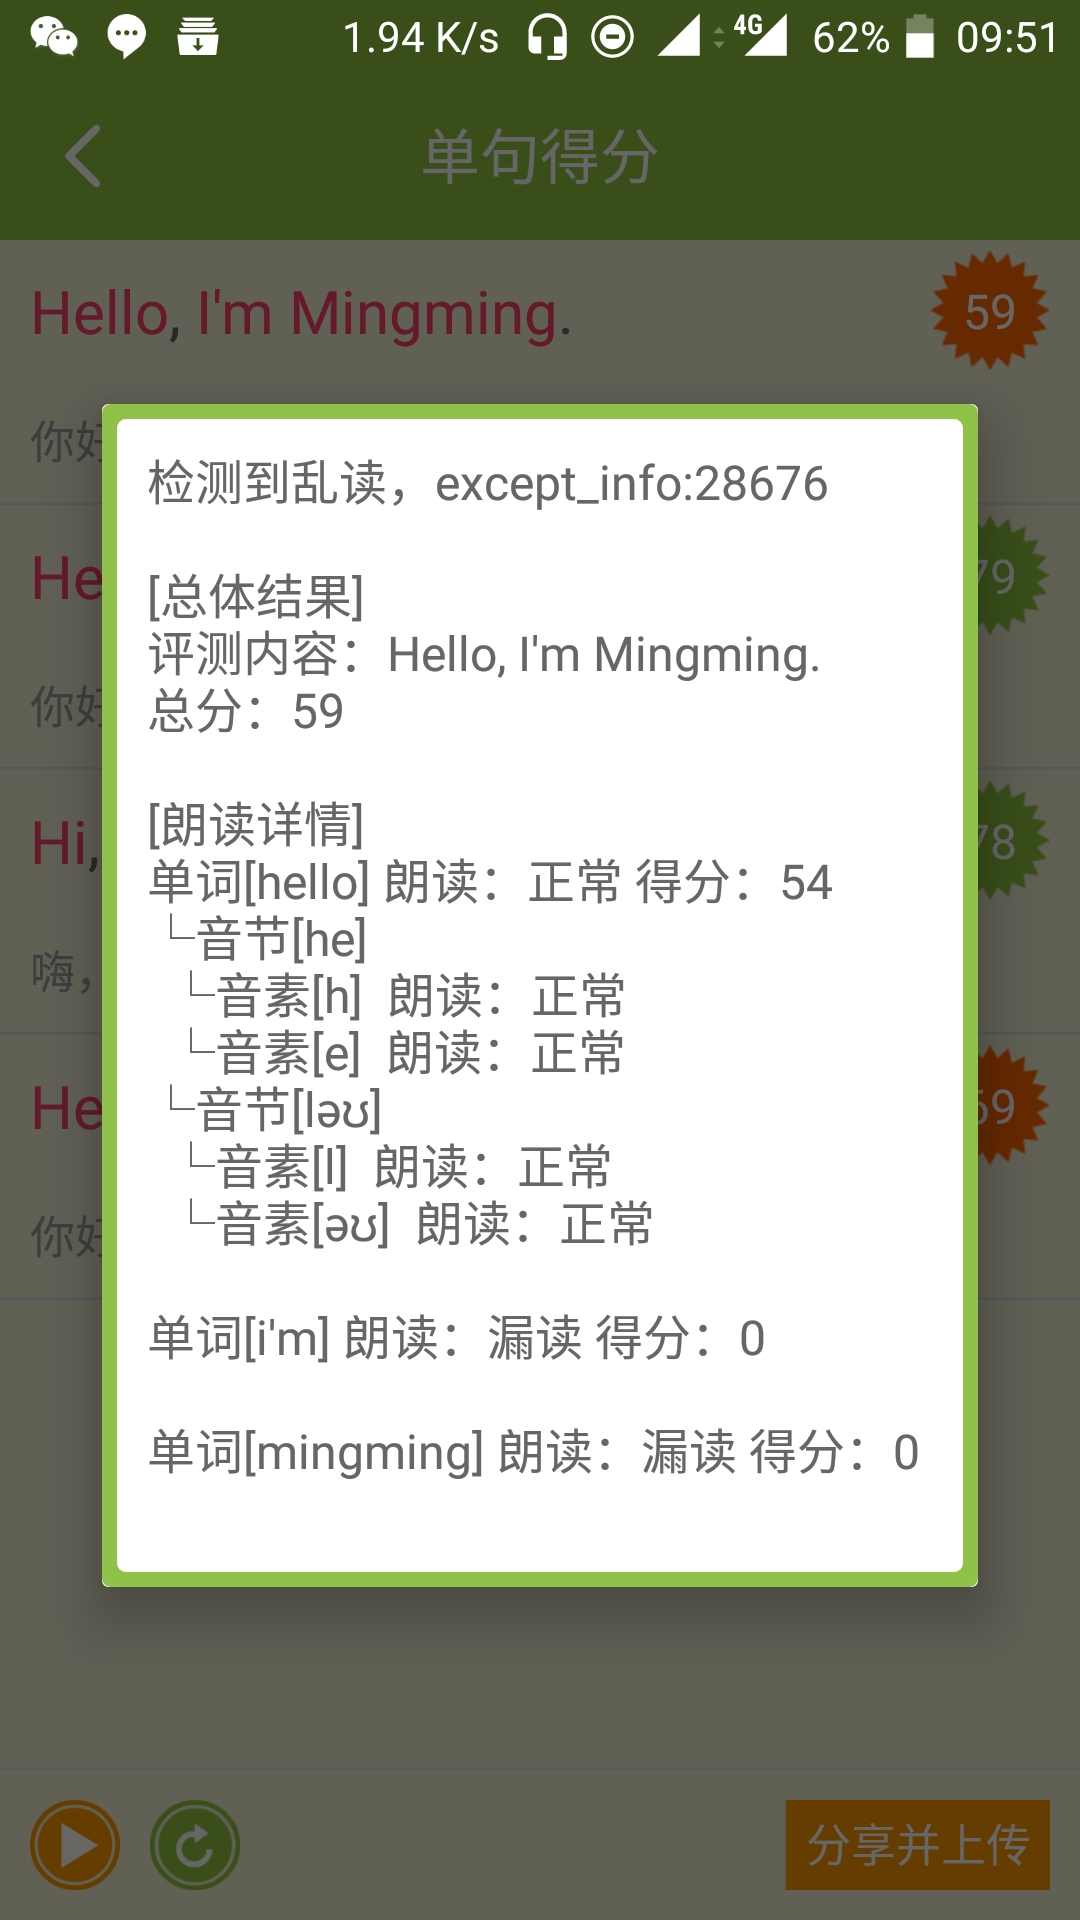 1.94 K/s 4G 62% 09:51
单句得分
Hello, I'm Mingming.
59
你好
He
79
你好
Hi,
78
嗨，
He
59
你好
检测到乱读，except_info:28676
[总体结果]
评测内容：Hello, I'm Mingming.
总分：59
[朗读详情]
单词[hello] 朗读：正常 得分：54
└音节[he]
└音素[h] 朗读：正常
└音素[e] 朗读：正常
└音节[ləʊ]
└音素[l] 朗读：正常
└音素[əʊ] 朗读：正常
单词[i'm] 朗读：漏读 得分：0
单词[mingming] 朗读：漏读 得分：0
分享并上传